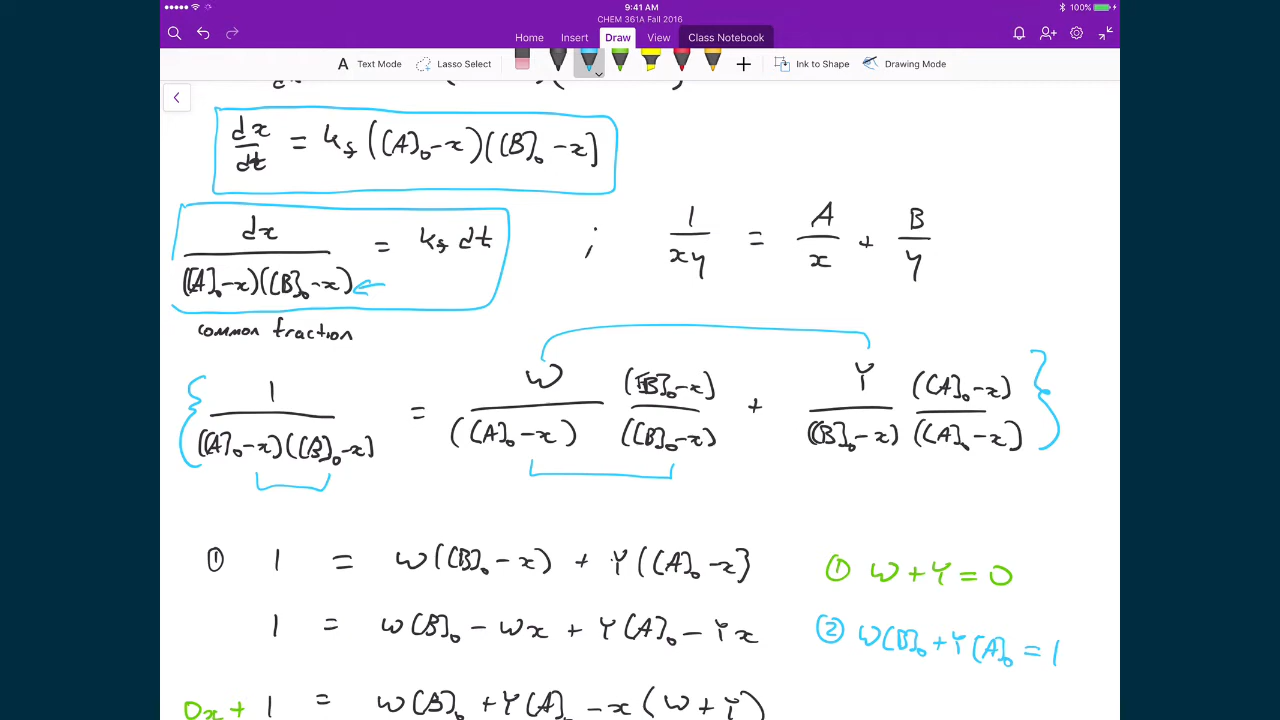 9:41 AM
100%
CHEM 361A Fall 2016
Home Insert Draw View Class Notebook
A Text Mode Lasso Select Ink to Shape Drawing Mode
dx/dt = k_f ([A]₀-x)([B]₀-x]
dx/(([A]₀-x)([B]₀-x)) = k_f dt ; 1/xy = A/x + B/y
common fraction
{ 1/(([A]₀-x)([B]₀-x)) = W/([A]₀-x) ([B]₀-x)/([B]₀-x) + Y/([B]₀-x) ([A]₀-x)/([A]₀-x) }
① 1 = W([B]₀-x) + Y([A]₀-x) ① W+Y=0
1 = W[B]₀ - Wx + Y[A]₀ - Yx ② W[B]₀+Y[A]₀ = 1
0x + 1 = W[B]₀ + Y[A]₀ - x(W+Y)